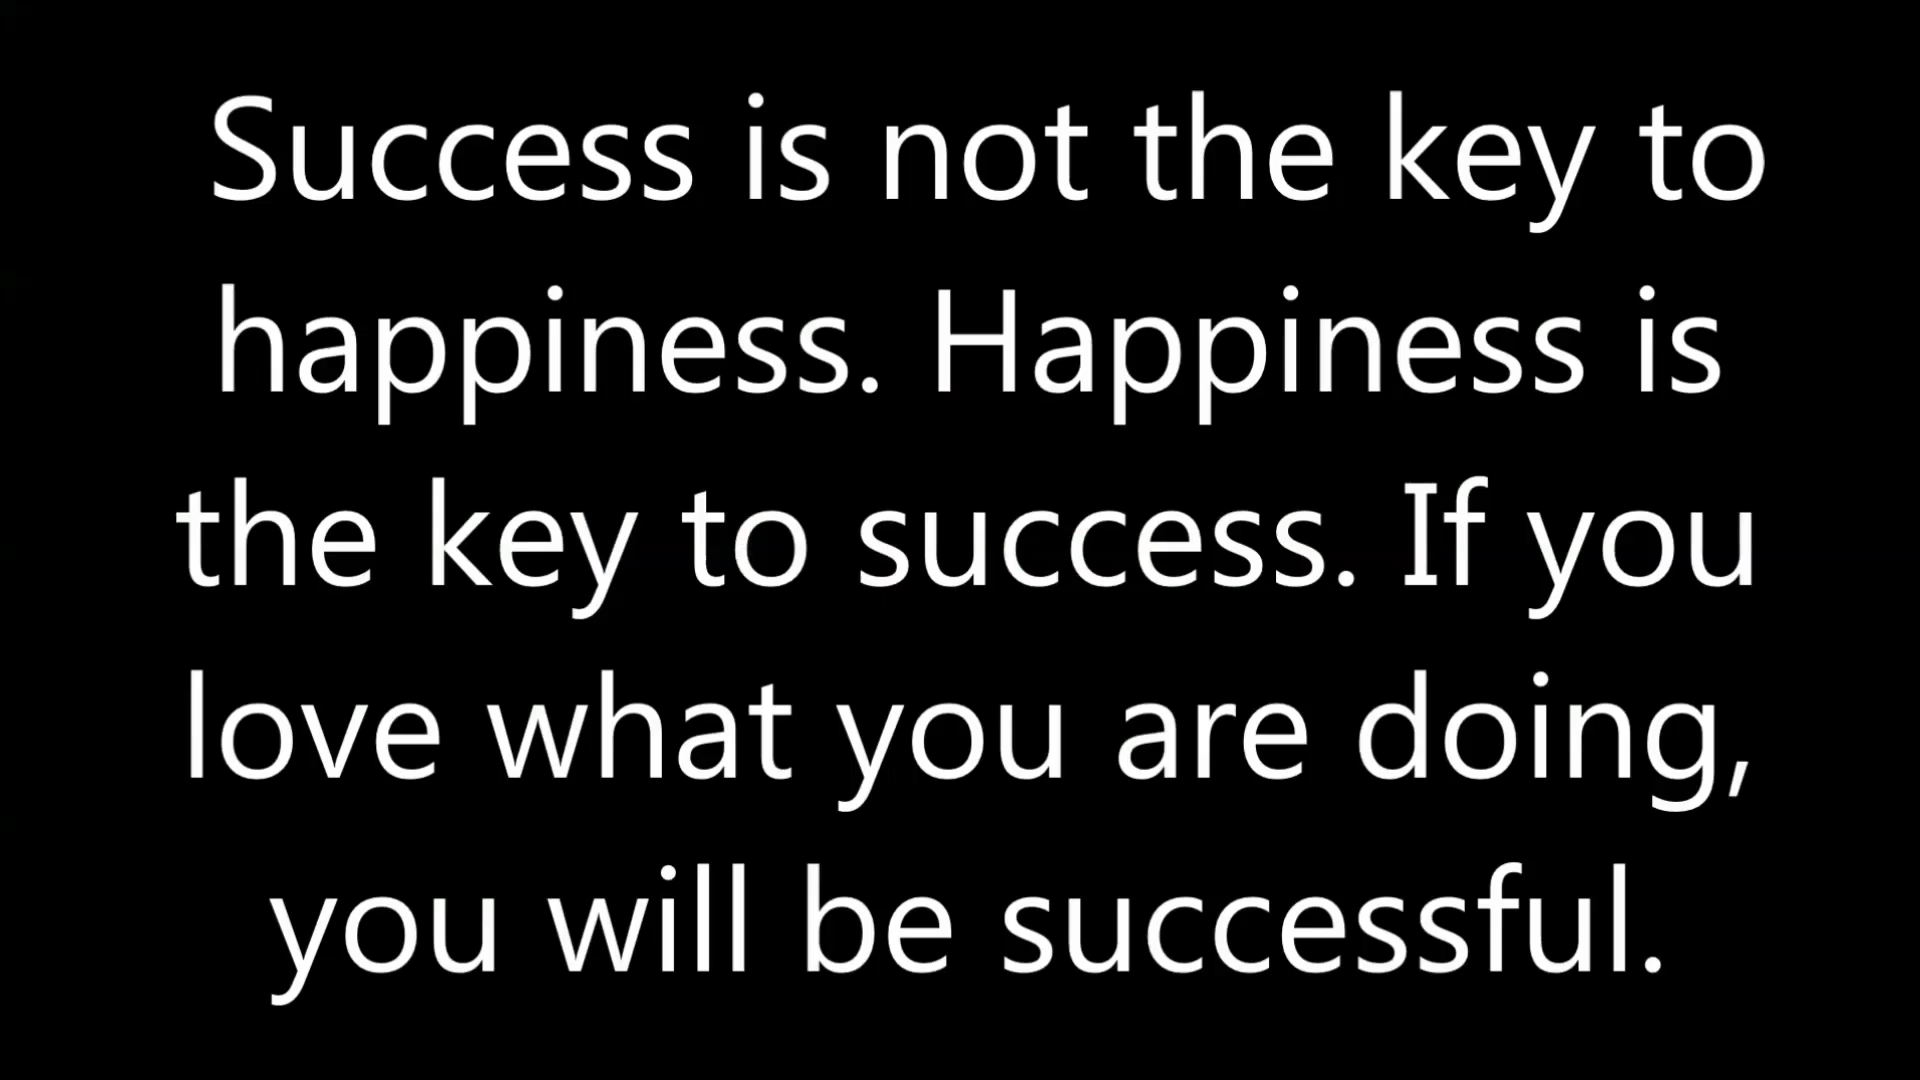 Success is not the key to
happiness. Happiness is
the key to success. If you
love what you are doing,
you will be successful.